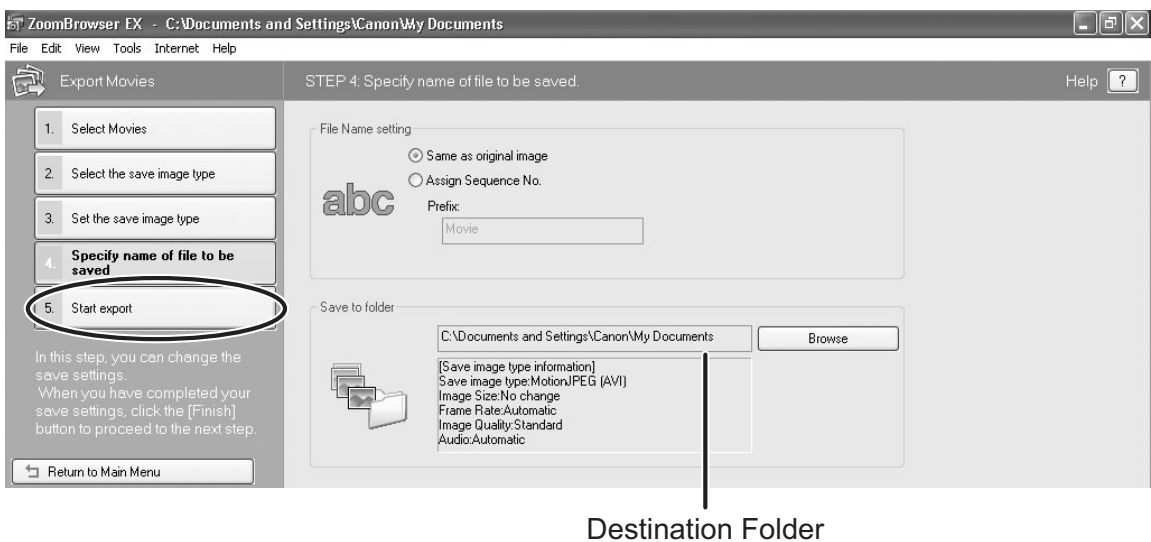 ZoomBrowser EX - C:\Documents and Settings\Canon\My Documents
File Edit View Tools Internet Help
Export Movies
STEP 4: Specify name of file to be saved.
Help ?
1. Select Movies
2. Select the save image type
3. Set the save image type
4. Specify name of file to be
saved
5. Start export
In this step, you can change the
save settings.
When you have completed your
save settings, click the [Finish]
button to proceed to the next step.
Return to Main Menu
File Name setting
abc
Same as original image
Assign Sequence No.
Prefix:
Movie
Save to folder
C:\Documents and Settings\Canon\My Documents
Browse
[Save image type information]
Save image type:MotionJPEG (AVI)
Image Size:No change
Frame Rate:Automatic
Image Quality:Standard
Audio:Automatic
Destination Folder